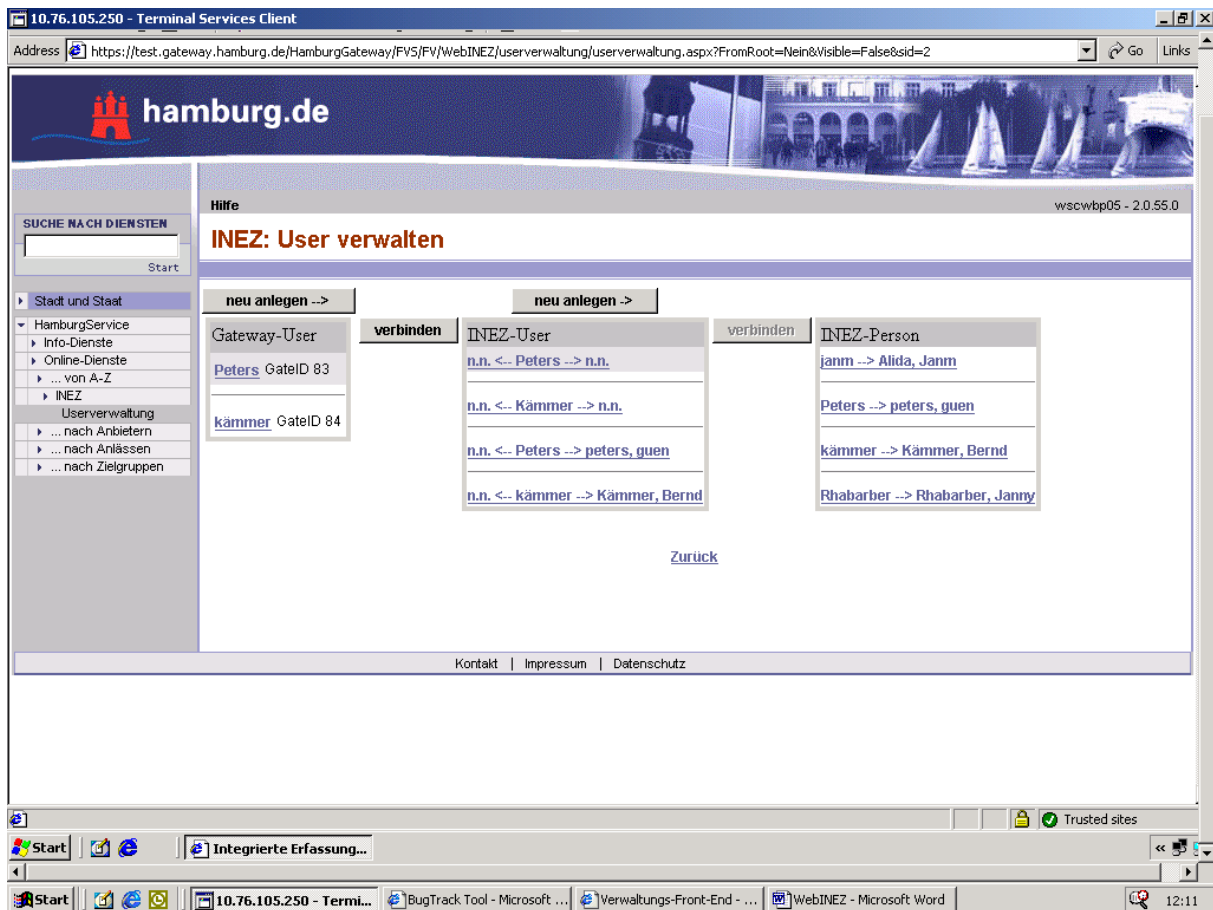 10.76.105.250 - Terminal Services Client
Address https://test.gateway.hamburg.de/HamburgGateway/FVS/FV/WebINEZ/userverwaltung/userverwaltung.aspx?FromRoot=Nein&Visible=False&sid=2 Go Links
hamburg.de
Hilfe wscwbp05 - 2.0.55.0
SUCHE NACH DIENSTEN
Start
INEZ: User verwalten
Stadt und Staat
HamburgService
Info-Dienste
Online-Dienste
... von A-Z
INEZ
Userverwaltung
... nach Anbietern
... nach Anlässen
... nach Zielgruppen
neu anlegen --> neu anlegen ->
Gateway-User
Peters GateID 83
kämmer GateID 84
verbinden
INEZ-User
n.n. <-- Peters --> n.n.
n.n. <-- Kämmer --> n.n.
n.n. <-- Peters --> peters, guen
n.n. <-- kämmer --> Kämmer, Bernd
verbinden
INEZ-Person
janm --> Alida, Janm
Peters --> peters, guen
kämmer --> Kämmer, Bernd
Rhabarber --> Rhabarber, Janny
Zurück
Kontakt | Impressum | Datenschutz
Trusted sites
Start Integrierte Erfassung... «
Start 10.76.105.250 - Termi... BugTrack Tool - Microsoft ... Verwaltungs-Front-End - ... WebINEZ - Microsoft Word 12:11